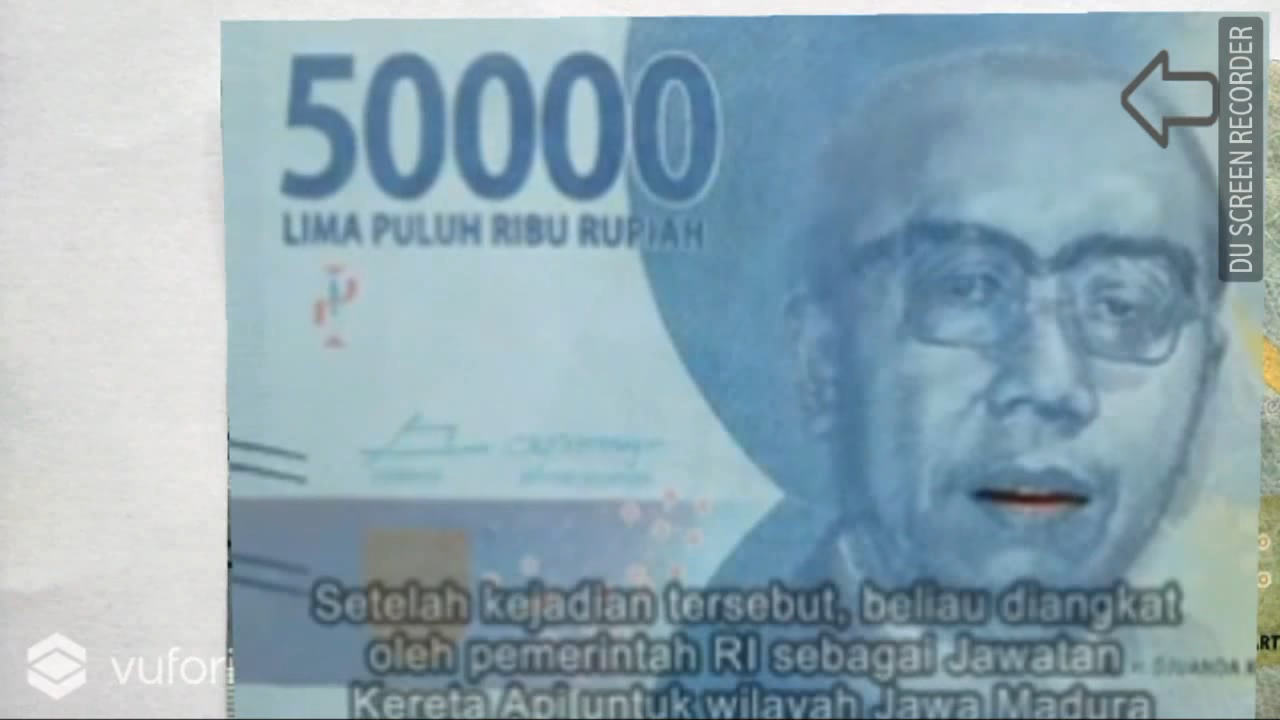 50000
LIMA PULUH RIBU RUPIAH
DU SCREEN RECORDER
Setelah kejadian tersebut, beliau diangkat
oleh pemerintah RI sebagai Jawatan
Kereta Api untuk wilayah Jawa Madura
DJUANDA
vufori